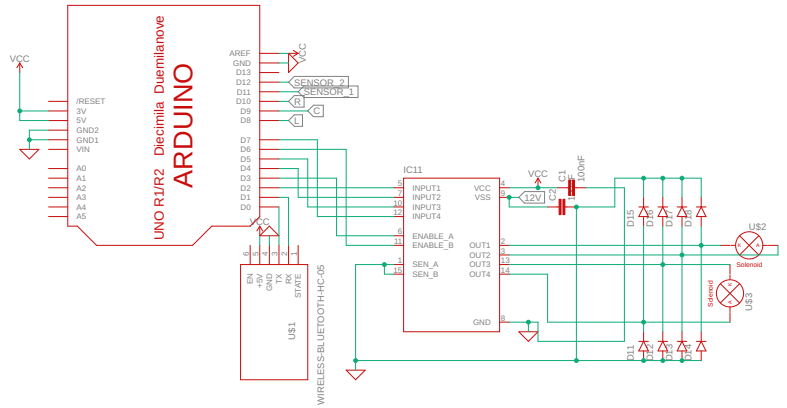 VCC
/RESET
3V
5V
GND2
GND1
VIN
A0
A1
A2
A3
A4
A5
UNO R1/R2 Diecimila Duemilanove
ARDUINO
AREF
GND
D13
D12
D11
D10
D9
D8
D7
D6
D5
D4
D3
D2
D1
D0
VCC
SENSOR_2
SENSOR_1
R
C
L
VCC
6
5
4
3
2
1
EN
+5V
GND
TX
RX
STATE
U$1
WIRELESS-BLUETOOTH-HC-05
IC11
5
7
10
12
6
11
1
15
INPUT1
INPUT2
INPUT3
INPUT4
ENABLE_A
ENABLE_B
SEN_A
SEN_B
VCC
VSS
OUT1
OUT2
OUT3
OUT4
GND
4
9
2
3
13
14
8
VCC
12V
C1
100nF
C2
D15
D16
D17
D18
D11
D12
D13
D14
U$2
K
A
Solenoid
U$3
K
A
Solenoid